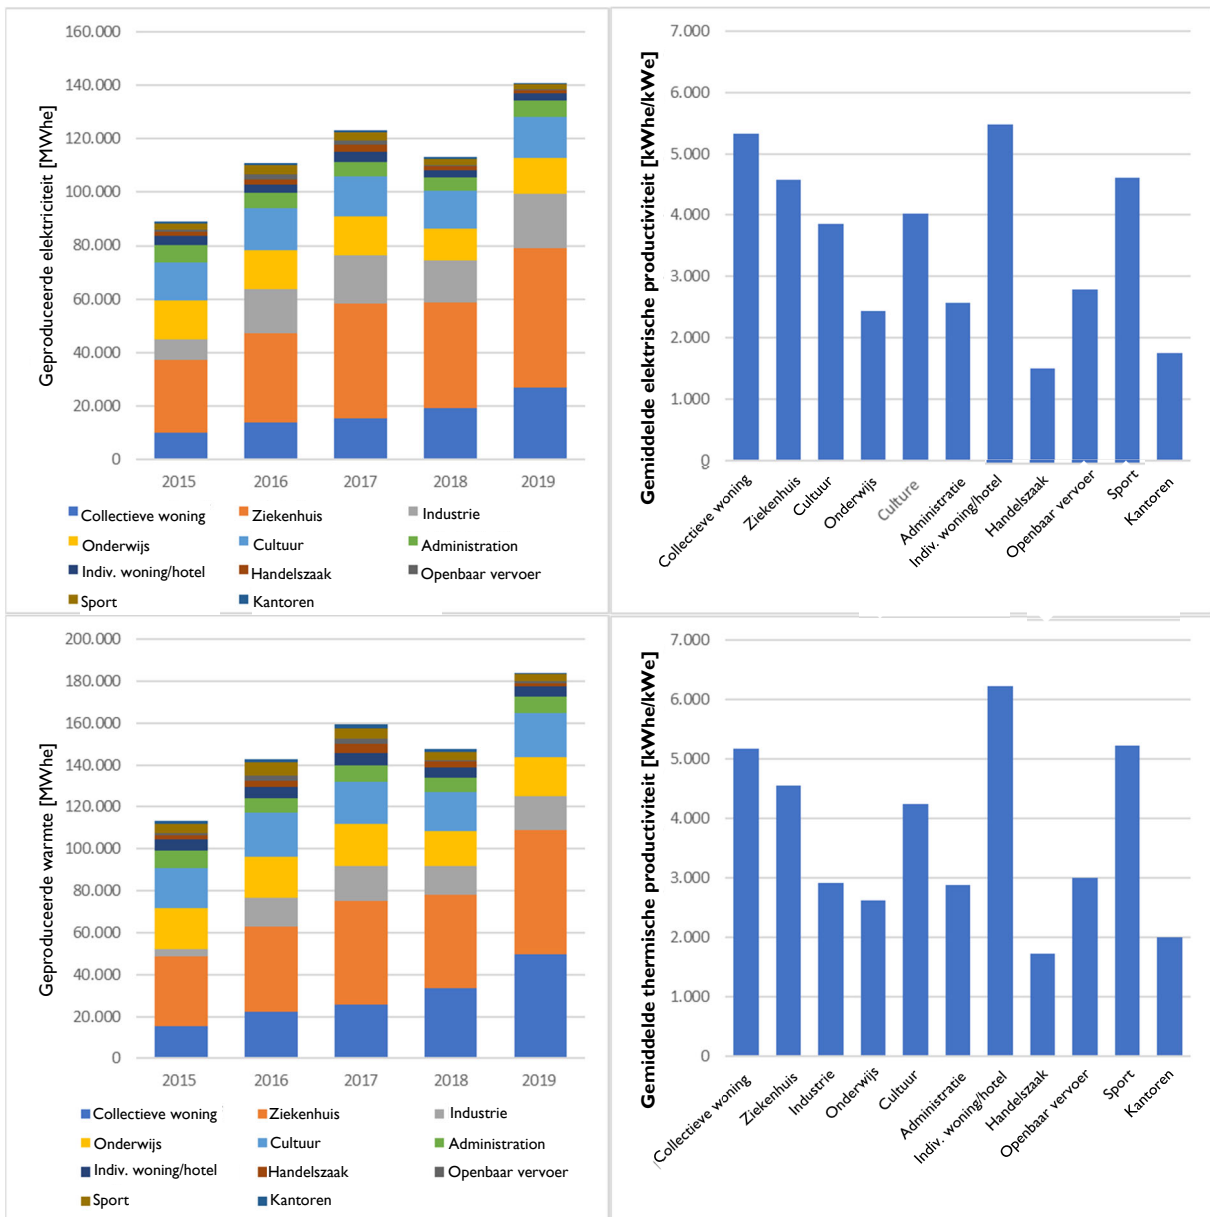 Geproduceerde elektriciteit [MWhe]
160.000
140.000
120.000
100.000
80.000
60.000
40.000
20.000
0
2015 2016 2017 2018 2019
Collectieve woning Ziekenhuis Industrie
Onderwijs Cultuur Administration
Indiv. woning/hotel Handelszaak Openbaar vervoer
Sport Kantoren
Gemiddelde elektrische productiviteit [kWhe/kWe]
7.000
6.000
5.000
4.000
3.000
2.000
1.000
0
Collectieve woning
Ziekenhuis
Cultuur
Onderwijs
Culture
Administratie
Indiv. woning/hotel
Handelszaak
Openbaar vervoer
Sport
Kantoren
Geproduceerde warmte [MWhe]
200.000
180.000
160.000
140.000
120.000
100.000
80.000
60.000
40.000
20.000
0
2015 2016 2017 2018 2019
Collectieve woning Ziekenhuis Industrie
Onderwijs Cultuur Administration
Indiv. woning/hotel Handelszaak Openbaar vervoer
Sport Kantoren
Gemiddelde thermische productiviteit [kWhe/kWe]
7.000
6.000
5.000
4.000
3.000
2.000
1.000
0
Collectieve woning
Ziekenhuis
Industrie
Onderwijs
Cultuur
Administratie
Indiv. woning/hotel
Handelszaak
Openbaar vervoer
Sport
Kantoren